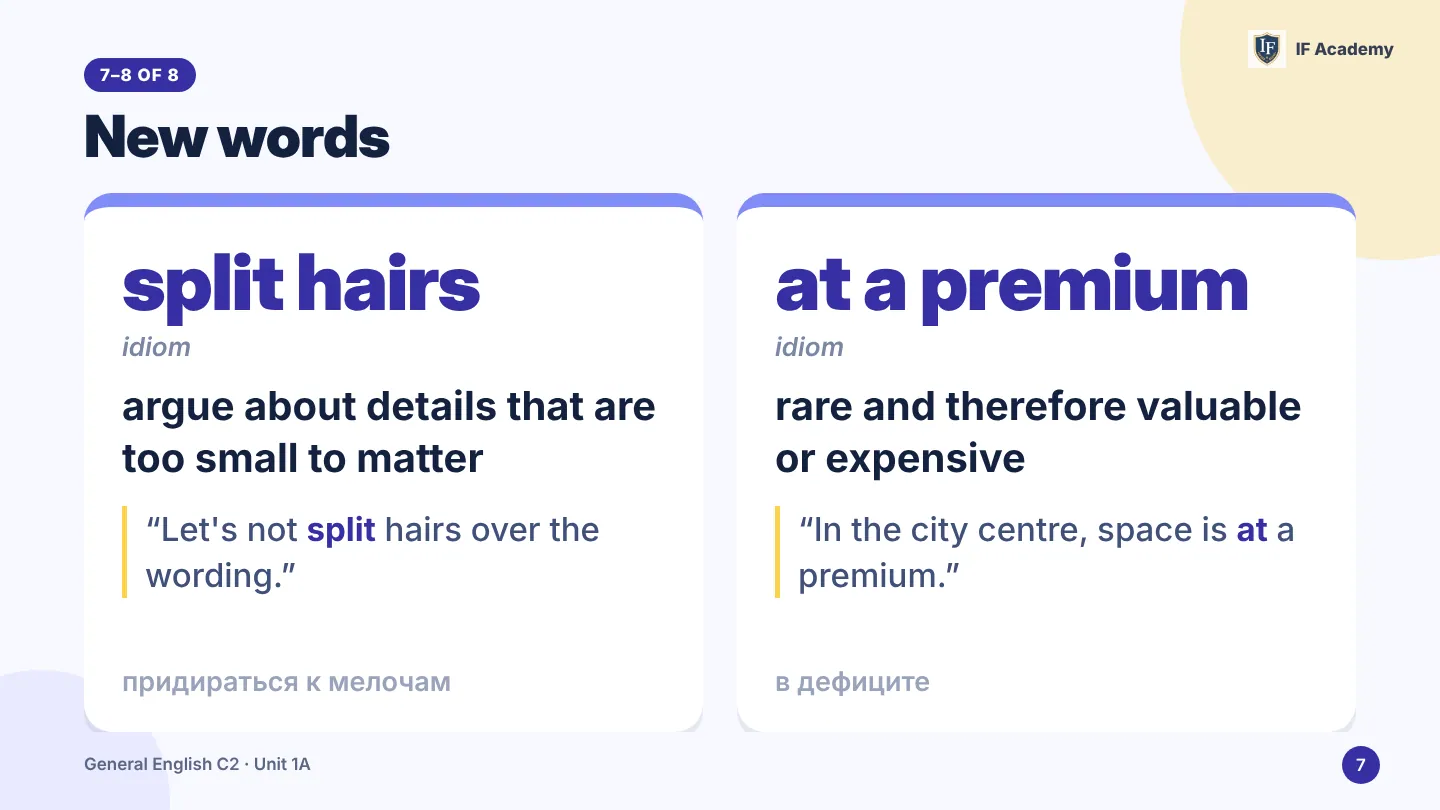 7–8 OF 8
IF Academy
New words
split hairs
idiom
argue about details that are
too small to matter
“Let's not split hairs over the
wording.”
придираться к мелочам
at a premium
idiom
rare and therefore valuable
or expensive
“In the city centre, space is at a
premium.”
в дефиците
General English C2 · Unit 1A
7